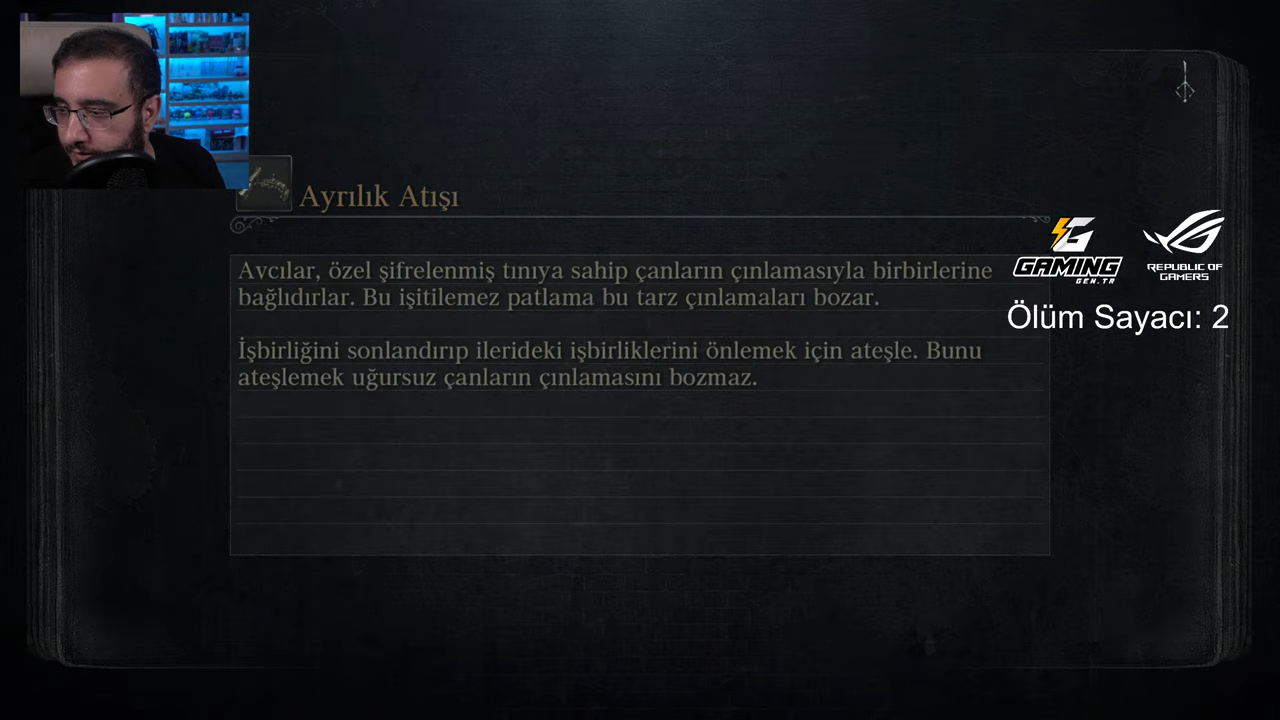 Ayrılık Atışı
Avcılar, özel şifrelenmiş tınıya sahip çanların çınlamasıyla birbirlerine
bağlıdırlar. Bu işitilemez patlama bu tarz çınlamaları bozar.
İşbirliğini sonlandırıp ilerideki işbirliklerini önlemek için ateşle. Bunu
ateşlemek uğursuz çanların çınlamasını bozmaz.
GAMING
GEN.TR
REPUBLIC OF
GAMERS
Ölüm Sayacı: 2